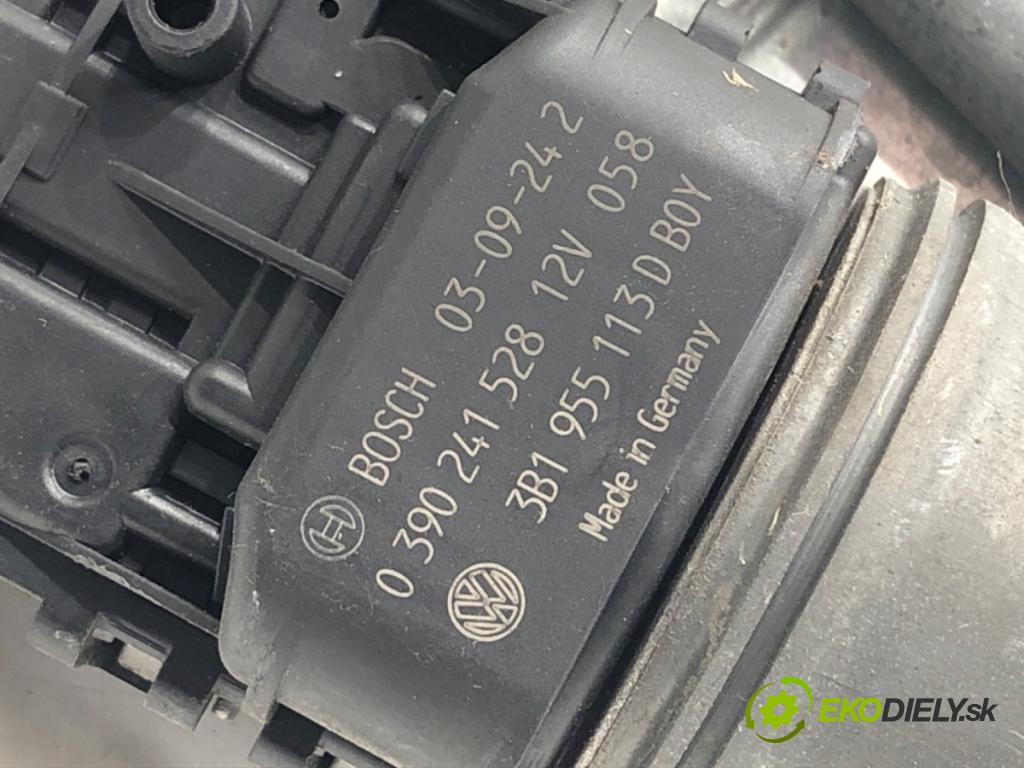 BOSCH 03-09-24 2
0 390 241 528 12V 058
3B1 955 113 D B0Y
Made in Germany
EKODIELY.sk